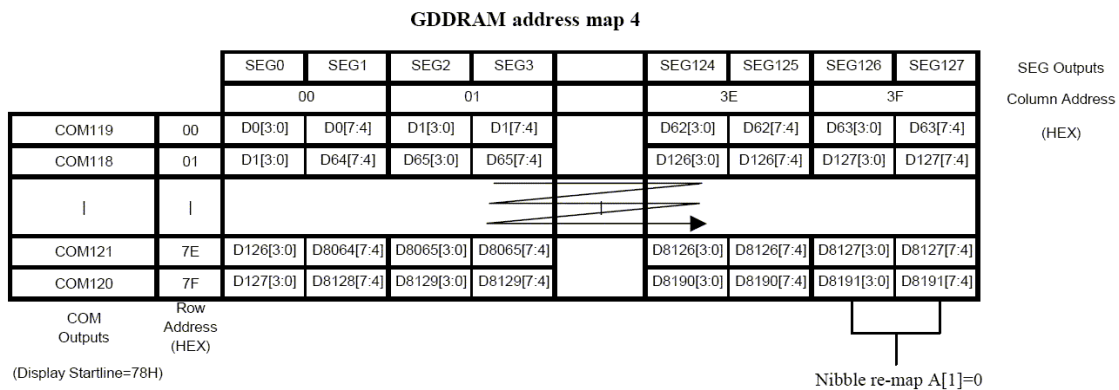 GDDRAM address map 4
SEG0 SEG1 SEG2 SEG3 SEG124 SEG125 SEG126 SEG127 SEG Outputs
00 01 3E 3F Column Address
COM119 00 D0[3:0] D0[7:4] D1[3:0] D1[7:4] D62[3:0] D62[7:4] D63[3:0] D63[7:4] (HEX)
COM118 01 D1[3:0] D64[7:4] D65[3:0] D65[7:4] D126[3:0] D126[7:4] D127[3:0] D127[7:4]
| | |
COM121 7E D126[3:0] D8064[7:4] D8065[3:0] D8065[7:4] D8126[3:0] D8126[7:4] D8127[3:0] D8127[7:4]
COM120 7F D127[3:0] D8128[7:4] D8129[3:0] D8129[7:4] D8190[3:0] D8190[7:4] D8191[3:0] D8191[7:4]
COM Outputs
Row Address (HEX)
(Display Startline=78H)
Nibble re-map A[1]=0